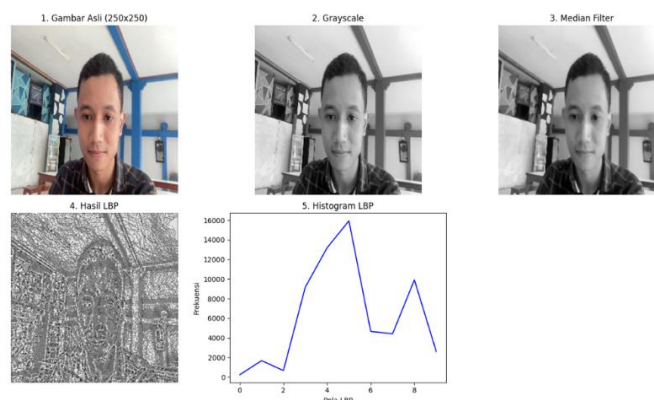 1. Gambar Asli (250x250)
2. Grayscale
3. Median Filter
4. Hasil LBP
5. Histogram LBP
16000
14000
12000
10000
8000
6000
4000
2000
0
Frekuensi
0 2 4 6 8
Pola LBP